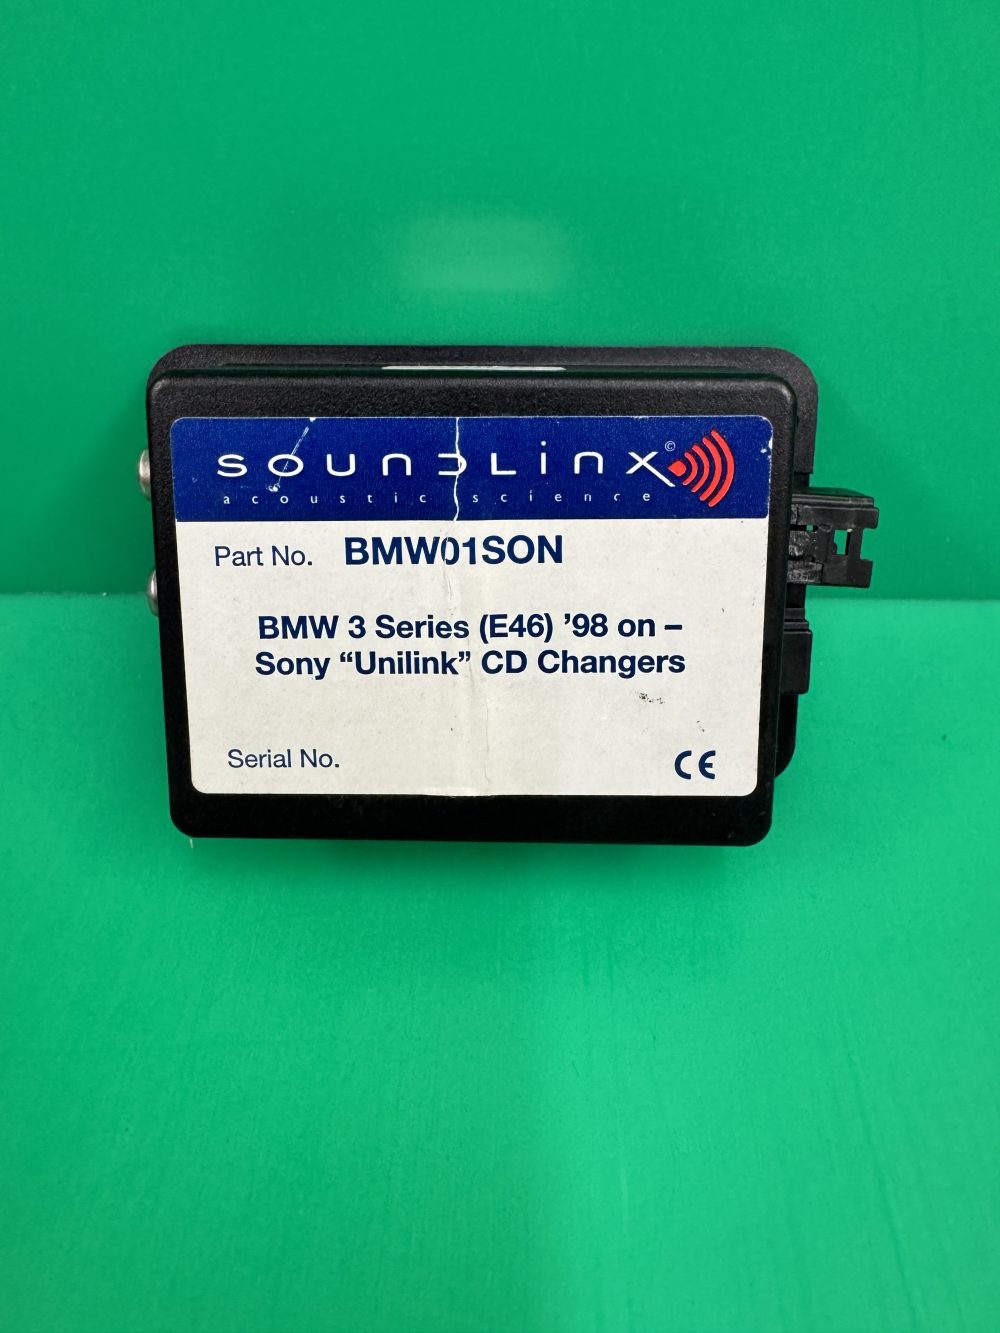 SOUNDLINX ©
acoustic science
Part No. BMW01SON
BMW 3 Series (E46) ’98 on –
Sony “Unilink” CD Changers
Serial No.
CE